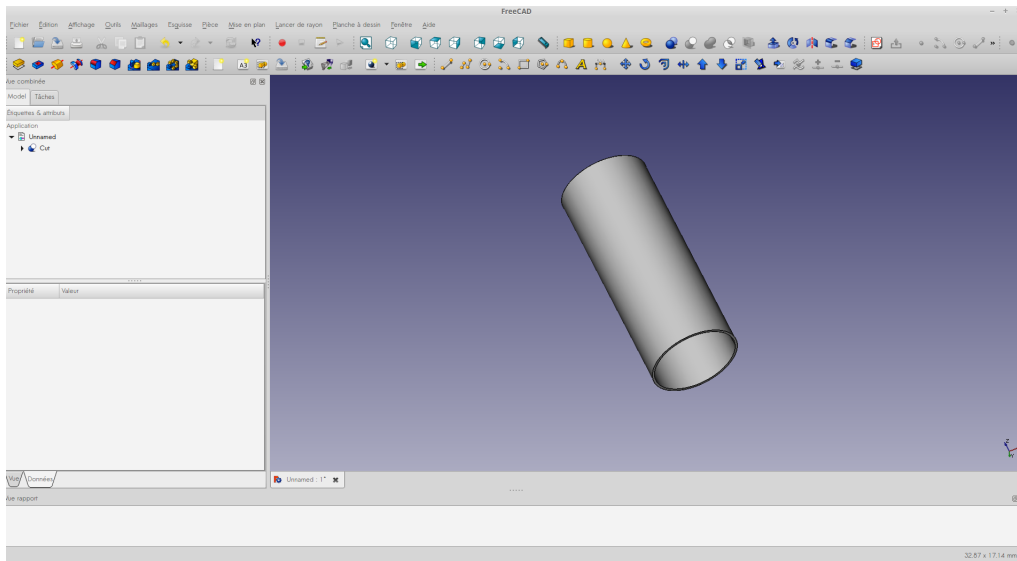 FreeCAD
Fichier Édition Affichage Outils Maillages Esquisse Pièce Mise en plan Lancer de rayon Planche à dessin Fenêtre Aide
A3 A
Vue combinée
Model Tâches
Étiquettes & attributs
Application
Unnamed
Cut
Propriété Valeur
Vue Données
Unnamed : 1*
Vue rapport
32.57 x 17.14 mm